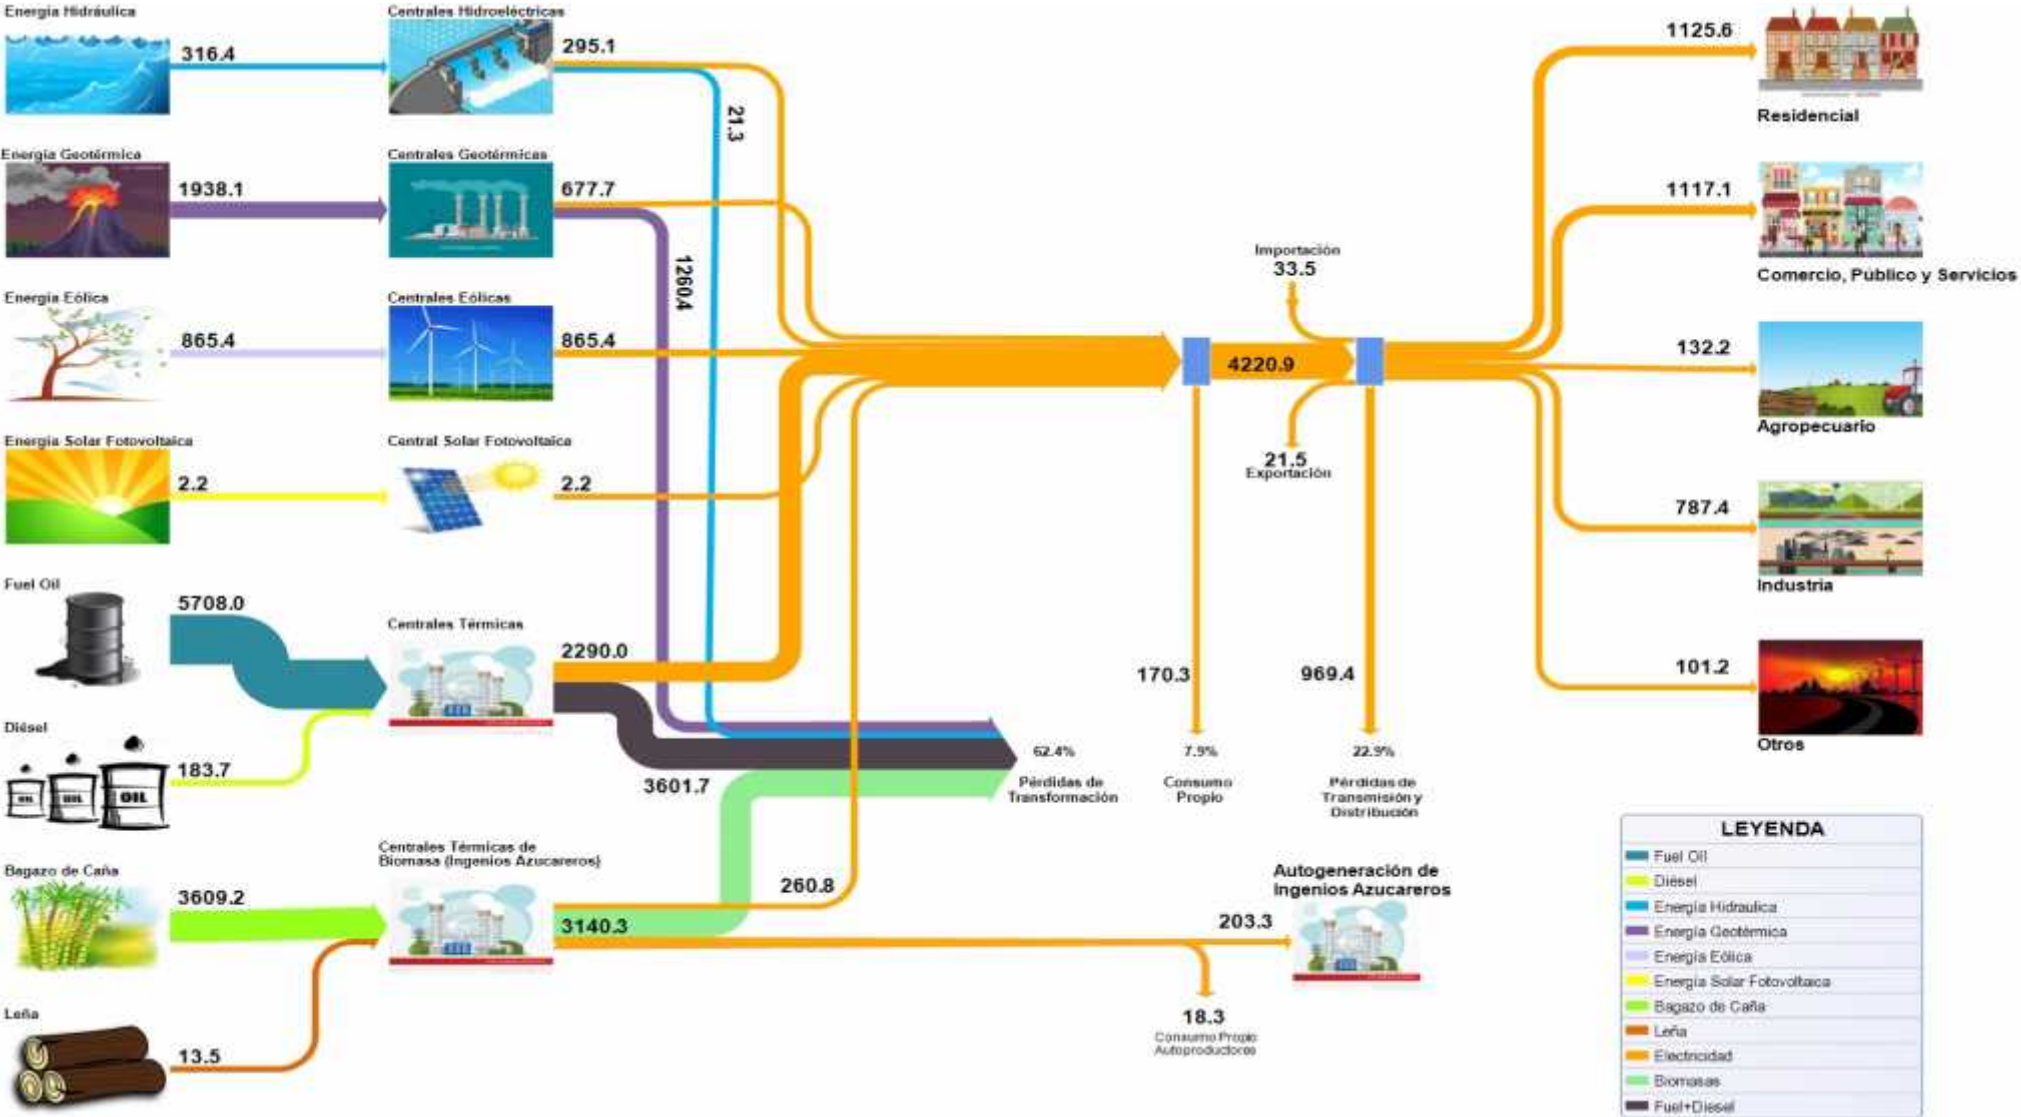 Energía Hidráulica
316.4
Centrales Hidroeléctricas
295.1
21.3
Energía Geotérmica
1938.1
Centrales Geotérmicas
677.7
1260.4
Energía Eólica
865.4
Centrales Eólicas
865.4
Energía Solar Fotovoltaica
2.2
Central Solar Fotovoltaica
2.2
Fuel Oil
5708.0
Centrales Térmicas
2290.0
Diésel
183.7
OIL
OIL
OIL
3601.7
Bagazo de Caña
3609.2
Centrales Térmicas de
Biomasa (Ingenios Azucareros)
260.8
3140.3
Leña
13.5
Importación
33.5
4220.9
21.5
Exportación
170.3
969.4
62.4%
Pérdidas de
Transformación
7.9%
Consumo
Propio
22.9%
Pérdidas de
Transmisión y
Distribución
Autogeneración de
Ingenios Azucareros
203.3
18.3
Consumo Propio
Autoproductores
1125.6
Residencial
1117.1
Comercio, Público y Servicios
132.2
Agropecuario
787.4
Industria
101.2
Otros
LEYENDA
Fuel Oil
Diésel
Energía Hidraulica
Energía Geotérmica
Energía Eólica
Energía Solar Fotovoltaica
Bagazo de Caña
Leña
Electricidad
Biomasas
Fuel+Diesel